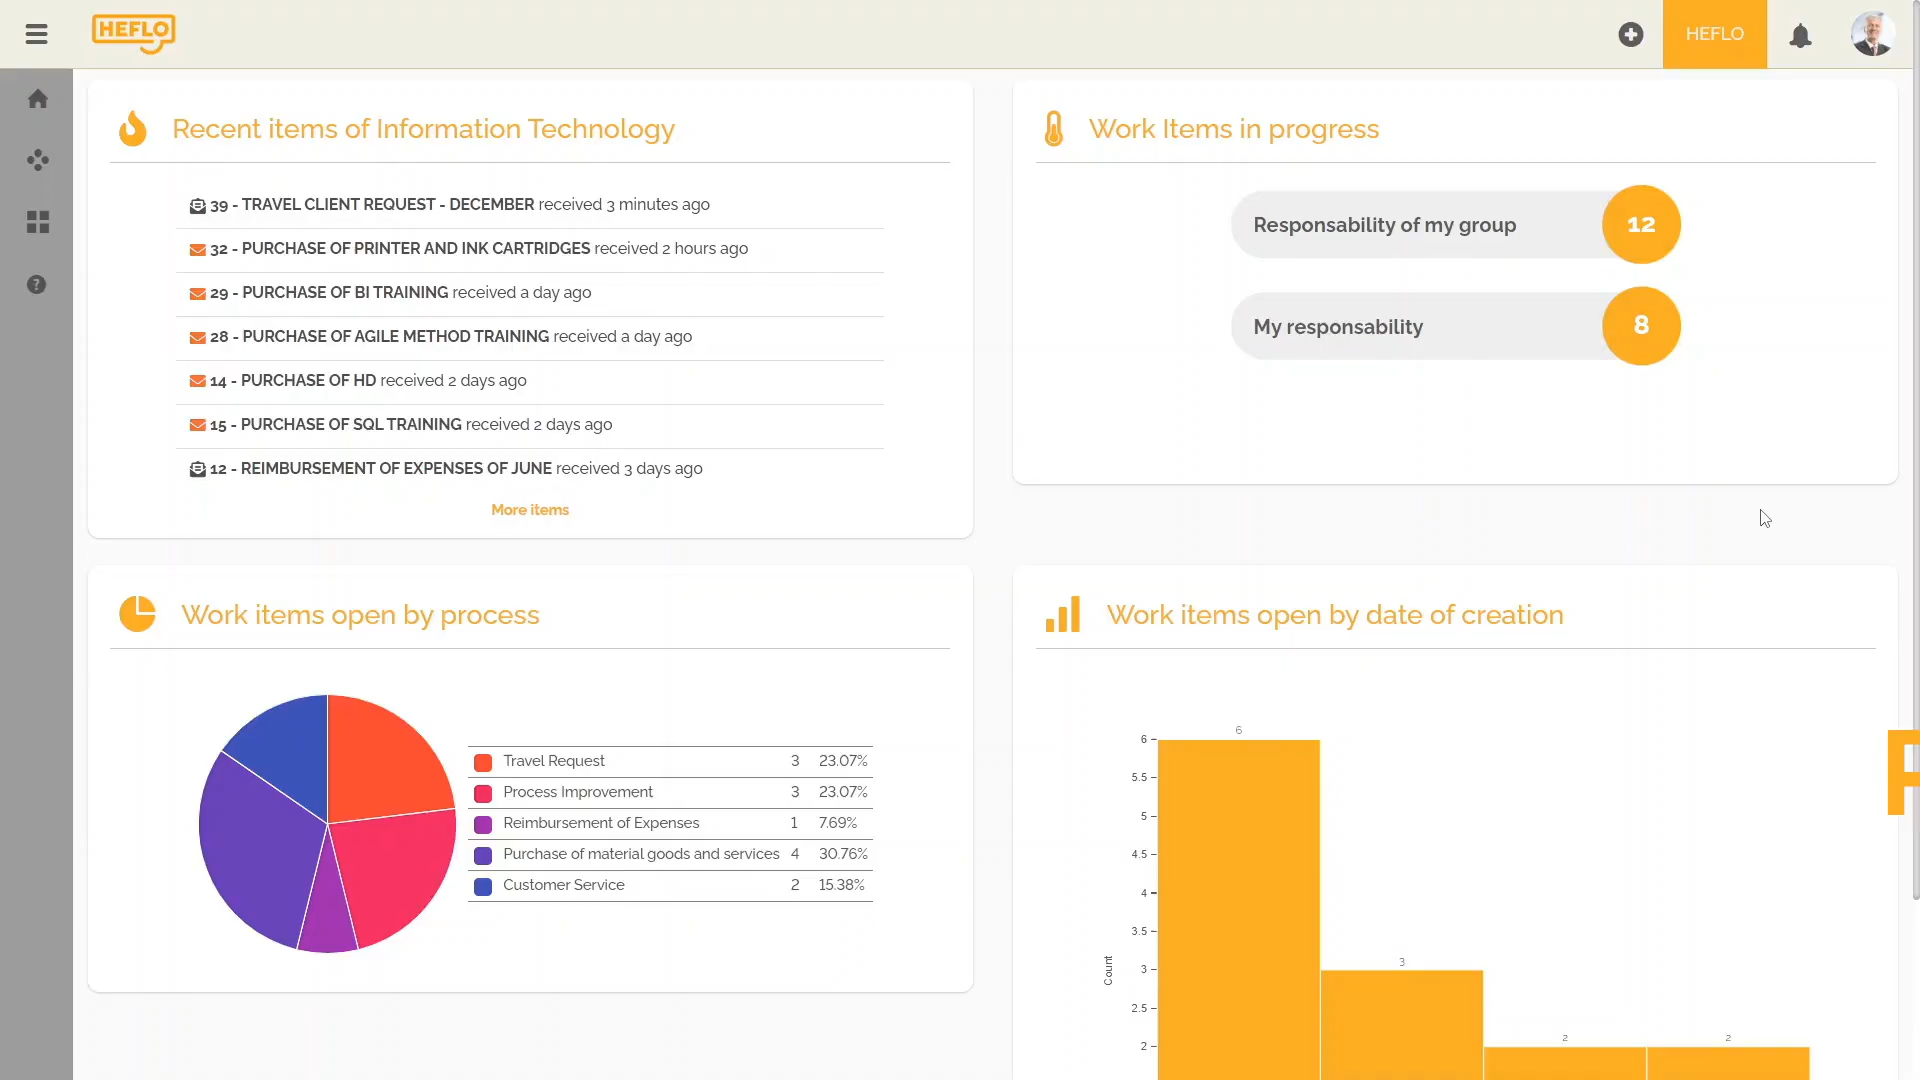 HEFLO
HEFLO
Recent items of Information Technology
39 - TRAVEL CLIENT REQUEST - DECEMBER received 3 minutes ago
32 - PURCHASE OF PRINTER AND INK CARTRIDGES received 2 hours ago
29 - PURCHASE OF BI TRAINING received a day ago
28 - PURCHASE OF AGILE METHOD TRAINING received a day ago
14 - PURCHASE OF HD received 2 days ago
15 - PURCHASE OF SQL TRAINING received 2 days ago
12 - REIMBURSEMENT OF EXPENSES OF JUNE received 3 days ago
More items
Work Items in progress
Responsability of my group 12
My responsability 8
Work items open by process
Travel Request 3 23.07%
Process Improvement 3 23.07%
Reimbursement of Expenses 1 7.69%
Purchase of material goods and services 4 30.76%
Customer Service 2 15.38%
Work items open by date of creation
6
6
5.5
5
4.5
4
3.5
3
3
2.5
2
2
2
Count